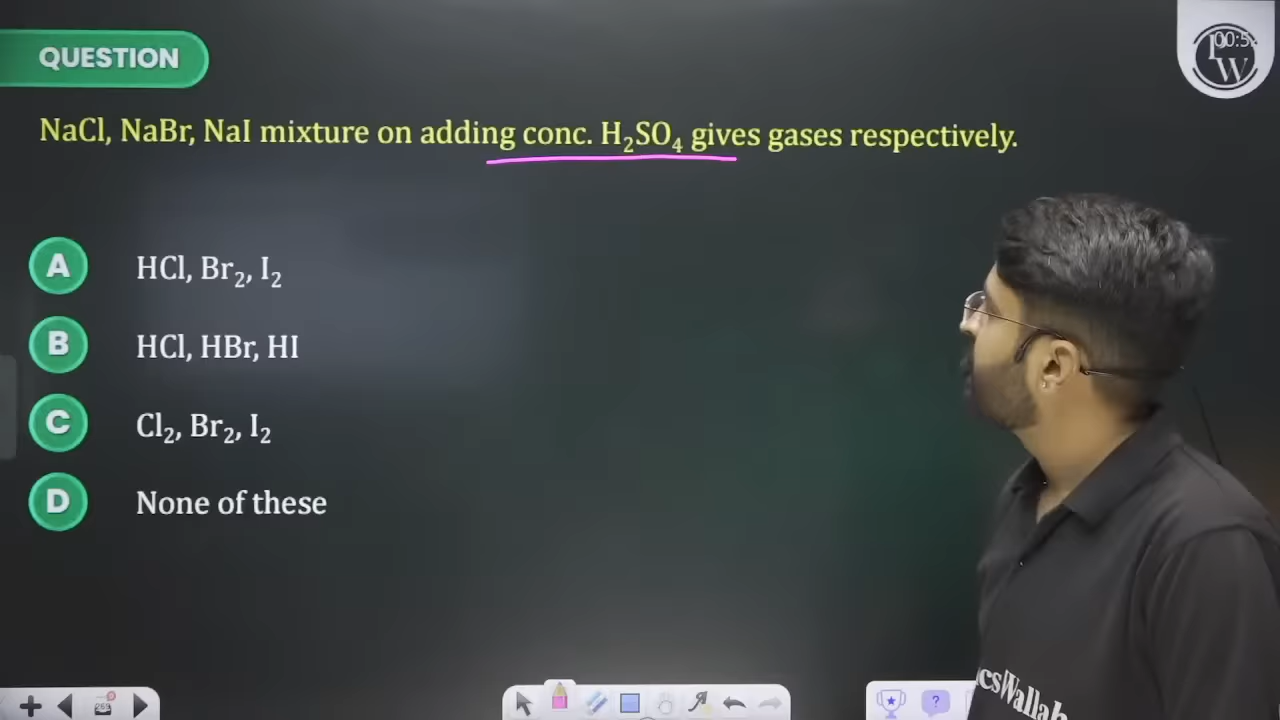 QUESTION
NaCl, NaBr, NaI mixture on adding conc. H₂SO₄ gives gases respectively.
A HCl, Br₂, I₂
B HCl, HBr, HI
C Cl₂, Br₂, I₂
D None of these
PW